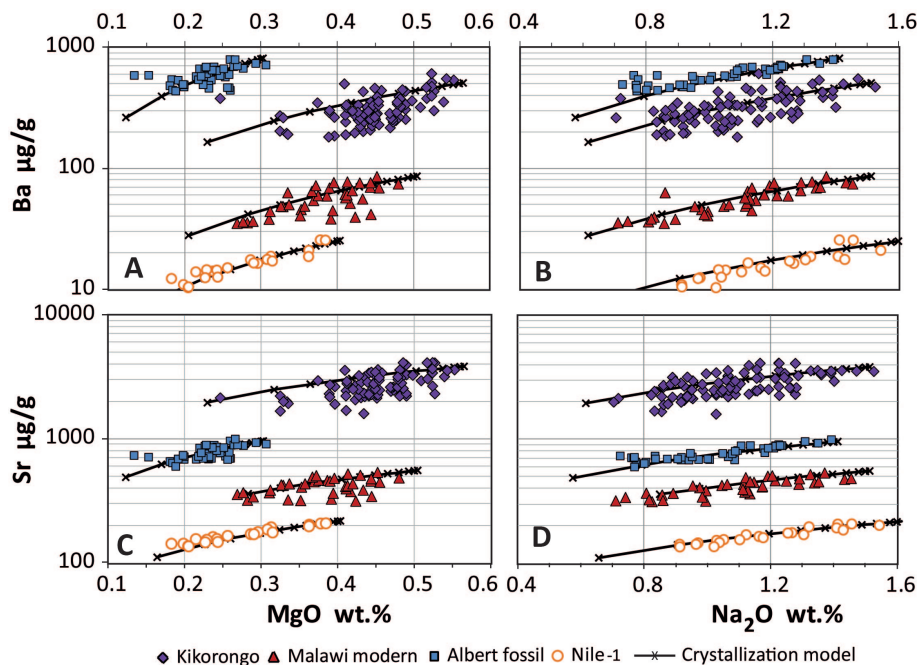 0.1 0.2 0.3 0.4 0.5 0.6 0.4 0.8 1.2 1.6
1000
100
10
Ba µg/g
A
B
10000
1000
100
Sr µg/g
C
D
0.1 0.2 0.3 0.4 0.5 0.6 0.4 0.8 1.2 1.6
MgO wt.% Na2O wt.%
Kikorongo Malawi modern Albert fossil Nile-1 Crystallization model